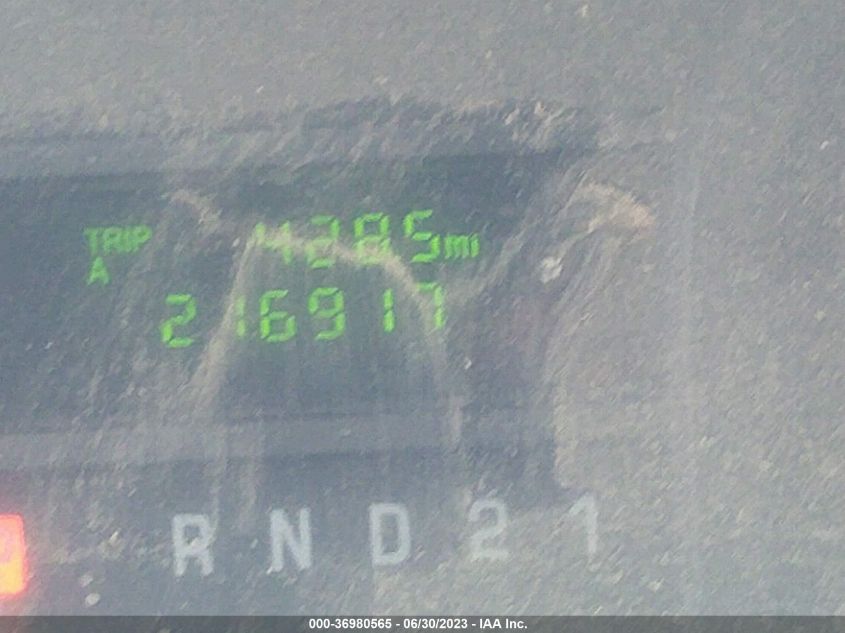 TRIP 4285 mi
A
216917
R N D 2 1
000-36980565 - 06/30/2023 - IAA Inc.